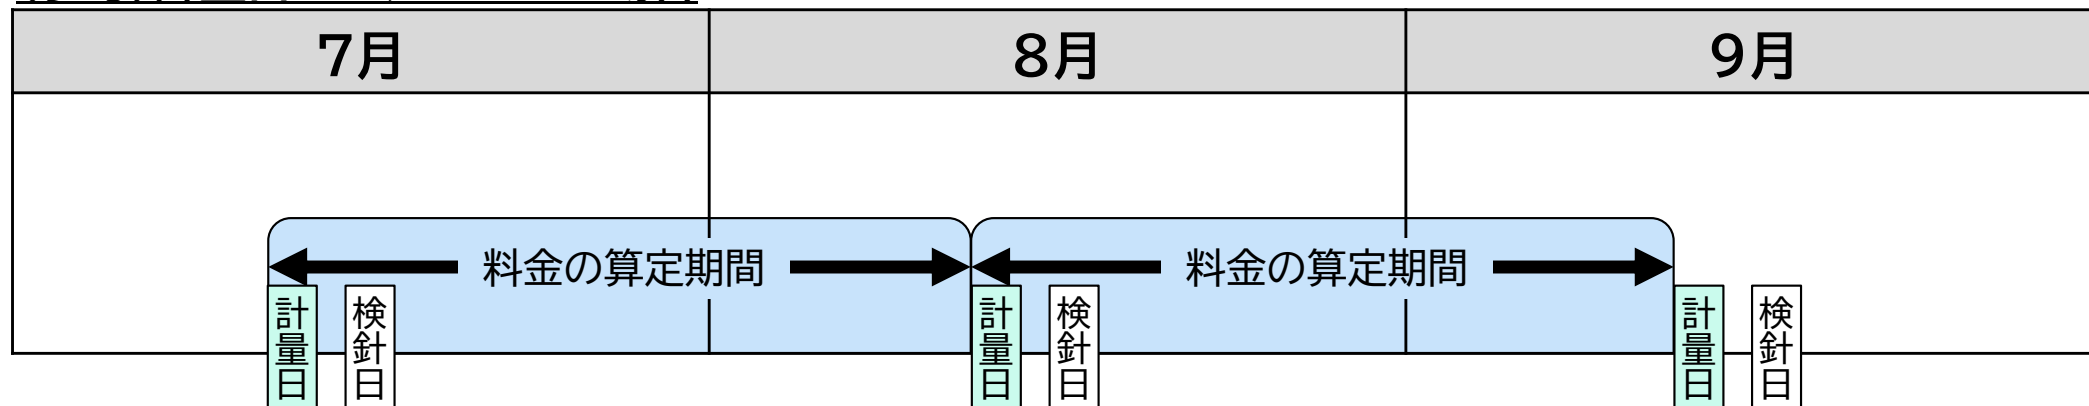 7月
8月
9月
料金の算定期間
料金の算定期間
計量日
検針日
計量日
検針日
計量日
検針日